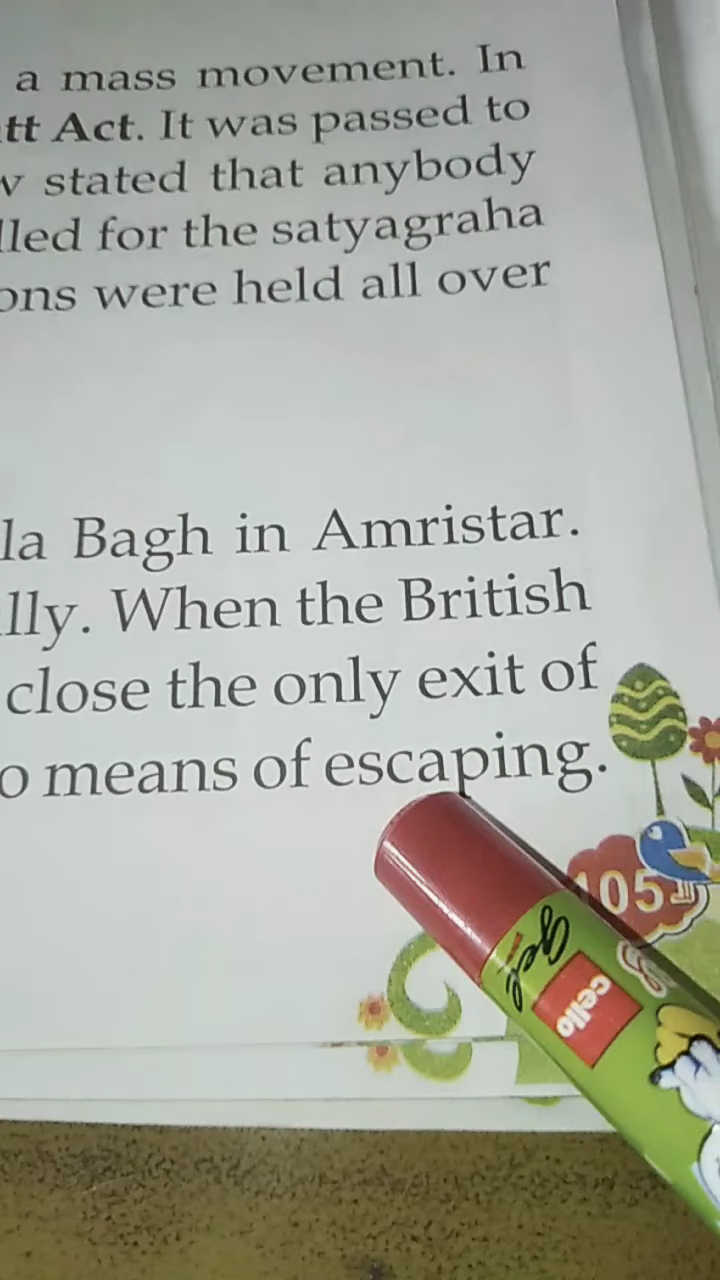 a mass movement. In
tt Act. It was passed to
stated that anybody
lled for the satyagraha
ons were held all over
la Bagh in Amristar.
lly. When the British
close the only exit of
o means of escaping.
105
gel
cello